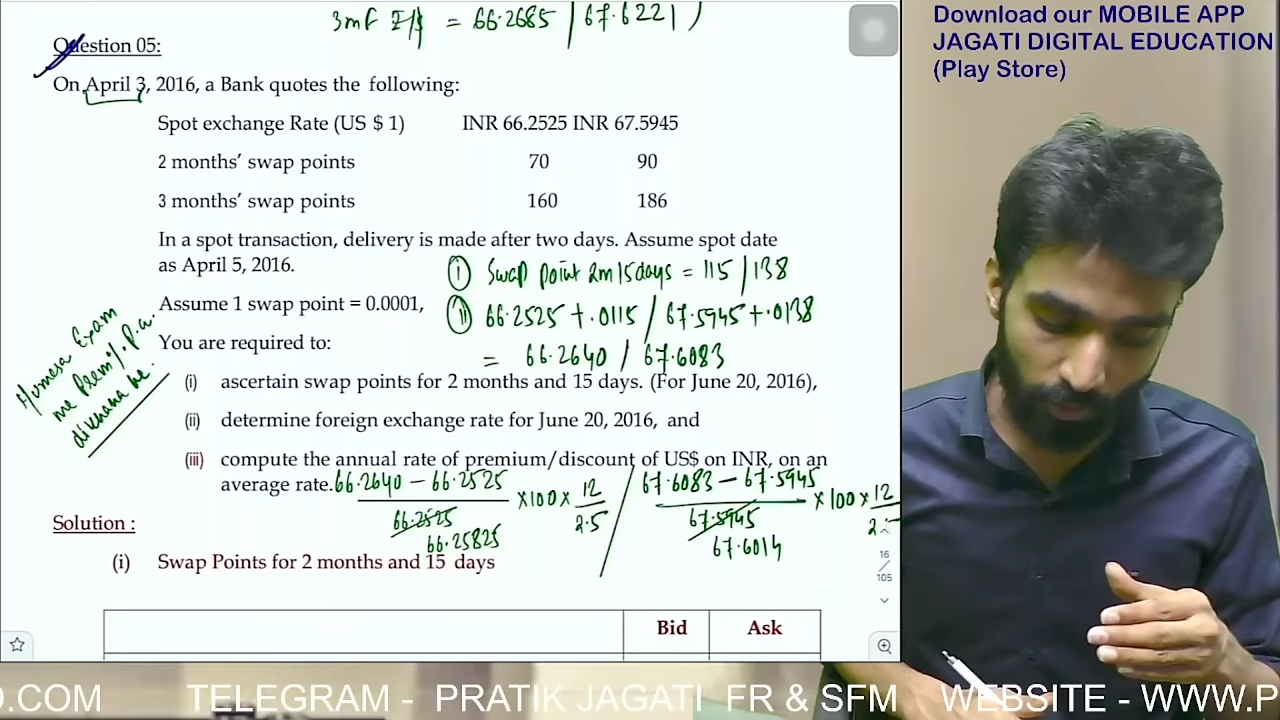 3mF ₹/$ = 66.2685 / 67.6221
Question 05:
On April 3, 2016, a Bank quotes the following:
Spot exchange Rate (US $ 1) INR 66.2525 INR 67.5945
2 months' swap points 70 90
3 months' swap points 160 186
In a spot transaction, delivery is made after two days. Assume spot date
as April 5, 2016.
(i) Swap point 2m 15days = 115 / 138
Assume 1 swap point = 0.0001,
(ii) 66.2525 + .0115 / 67.5945 + .0138
= 66.2640 / 67.6083
You are required to:
Humesa Exam
me Prem % p.a.
dikhana he.
(i) ascertain swap points for 2 months and 15 days. (For June 20, 2016),
(ii) determine foreign exchange rate for June 20, 2016, and
(iii) compute the annual rate of premium/discount of US$ on INR, on an
average rate.
66.2640 - 66.2525 / 67.6083 - 67.5945
66.2525 ×100× 12 / 2.5 67.5945 ×100× 12
66.25825 67.6014
Solution :
(i) Swap Points for 2 months and 15 days
Bid Ask
16
/
105
Download our MOBILE APP
JAGATI DIGITAL EDUCATION
(Play Store)
O.COM TELEGRAM - PRATIK JAGATI FR & SFM WEBSITE - WWW.P